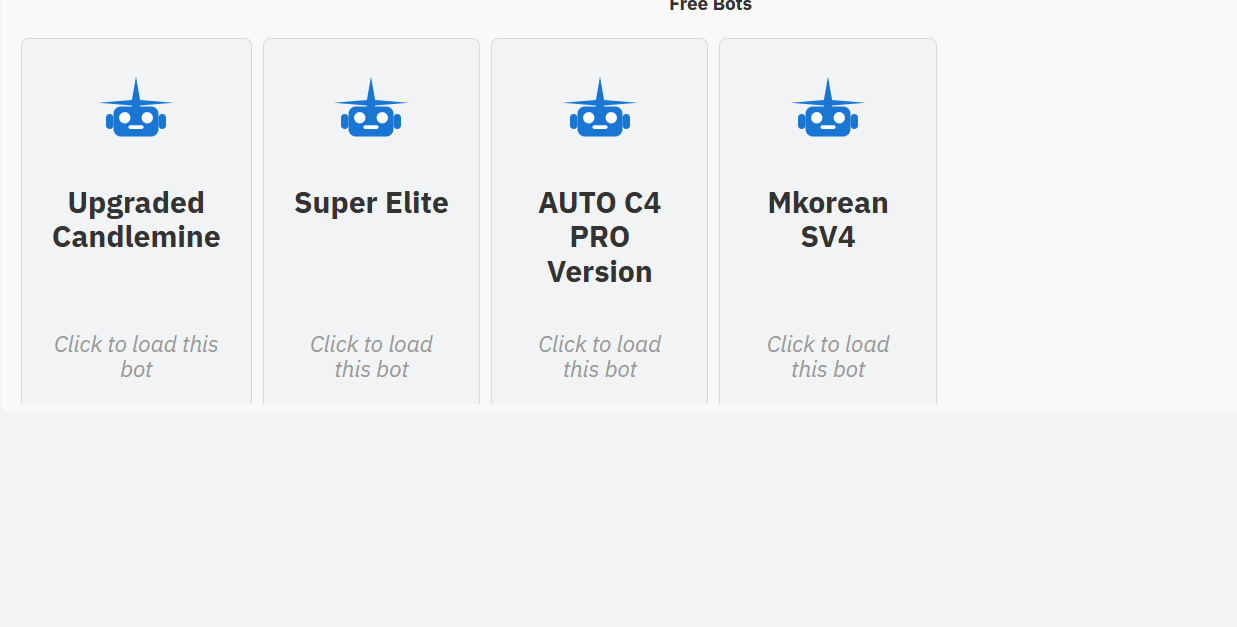 Free Bots
Upgraded
Candlemine
Click to load this
bot
Super Elite
Click to load
this bot
AUTO C4
PRO
Version
Click to load
this bot
Mkorean
SV4
Click to load
this bot